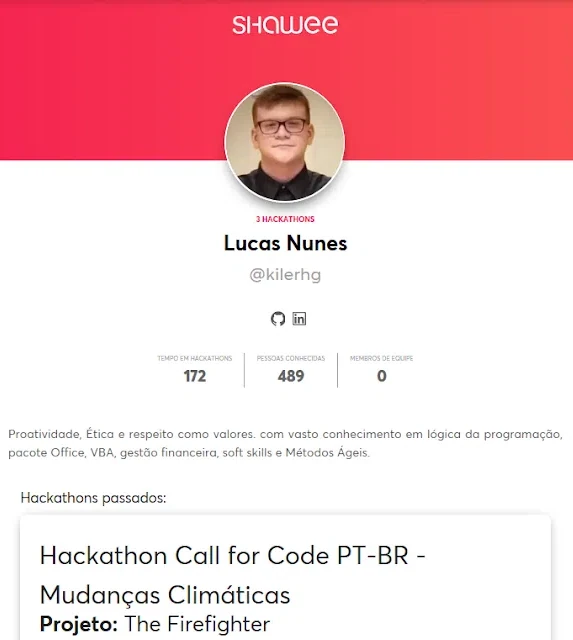 SHAWEE
3 HACKATHONS
Lucas Nunes
@kilerhg
in
TEMPO EM HACKATHONS PESSOAS CONHECIDAS MEMBROS DE EQUIPE
172 489 0
Proatividade, Ética e respeito como valores. com vasto conhecimento em lógica da programação,
pacote Office, VBA, gestão financeira, soft skills e Métodos Ágeis.
Hackathons passados:
Hackathon Call for Code PT-BR -
Mudanças Climáticas
Projeto: The Firefighter